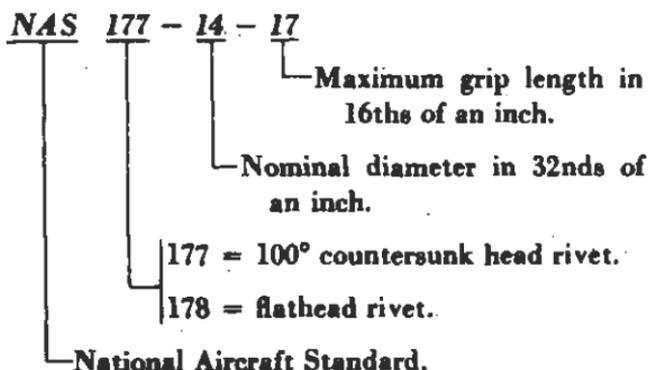 NAS 177 - 14 - 17
Maximum grip length in
16ths of an inch.
Nominal diameter in 32nds of
an inch.
177 = 100° countersunk head rivet.
178 = flathead rivet.
National Aircraft Standard.